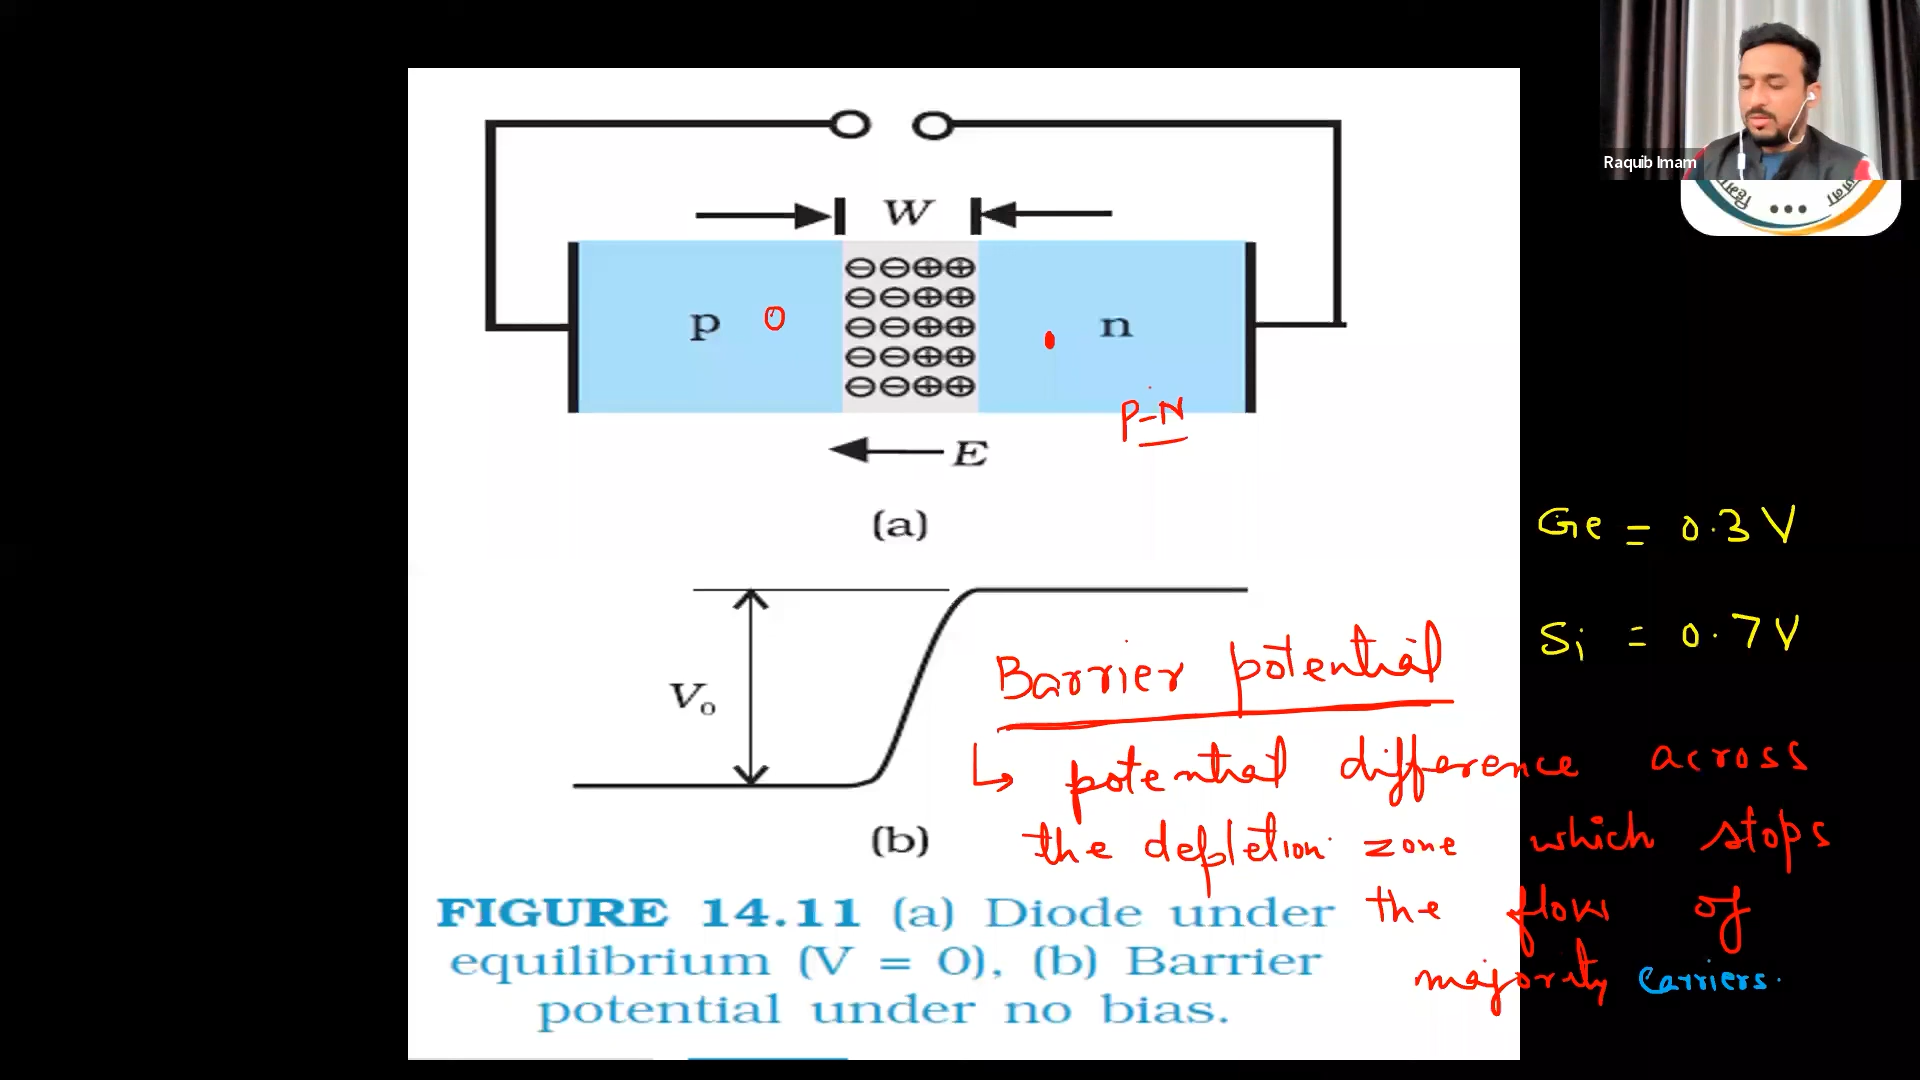 Raquib Imam
W
p O n
P-N
E
(a)
Ge = 0.3 V
Si = 0.7 V
V₀
Barrier potential
↳ potential difference across
the depletion zone which stops
the flow of
majority carriers.
(b)
FIGURE 14.11 (a) Diode under
equilibrium (V = 0), (b) Barrier
potential under no bias.